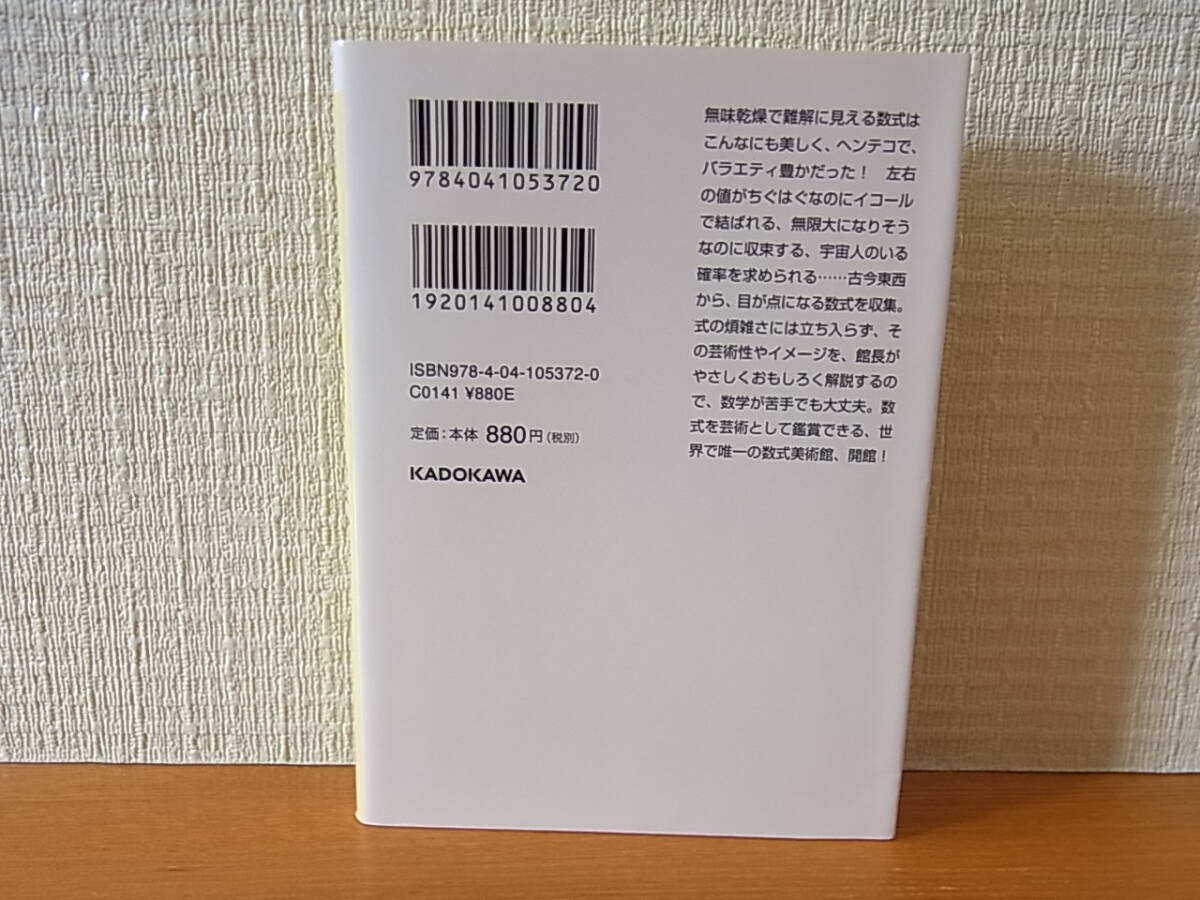 9784041053720
1920141008804
ISBN978-4-04-105372-0
C0141 ¥880E
定価：本体 880円（税別）
KADOKAWA
無味乾燥で難解に見える数式は
こんなにも美しく、ヘンテコで、
バラエティ豊かだった！　左右
の値がちぐはぐなのにイコール
で結ばれる、無限大になりそう
なのに収束する、宇宙人のいる
確率を求められる……古今東西
から、目が点になる数式を収集。
式の煩雑さには立ち入らず、そ
の芸術性やイメージを、館長が
やさしくおもしろく解説するの
で、数学が苦手でも大丈夫。数
式を芸術として鑑賞できる、世
界で唯一の数式美術館、開館！